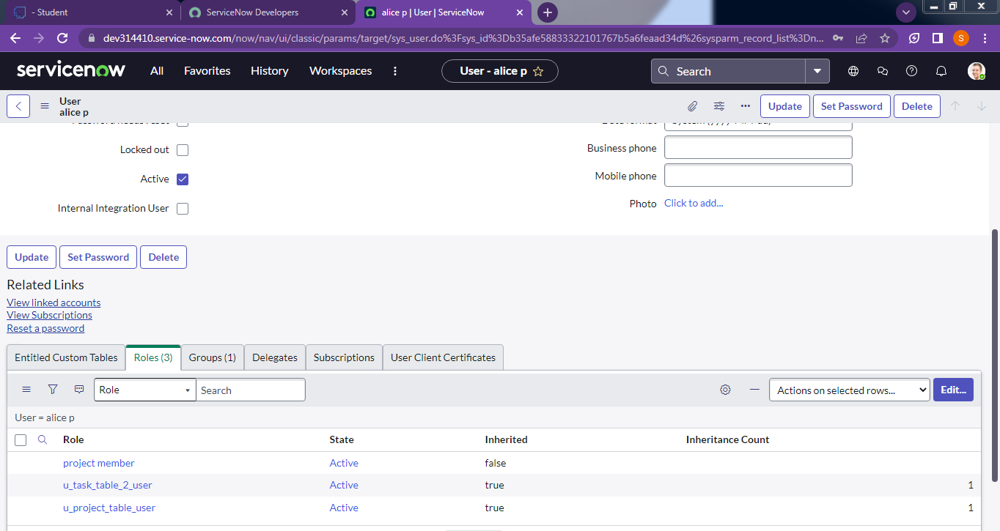 - Student
ServiceNow Developers
alice p | User | ServiceNow
dev314410.service-now.com/now/nav/ui/classic/params/target/sys_user.do%3Fsys_id%3Db35afe58833322101767b5a6feaad34d%26sysparm_record_list%3Dn...
S
servicenow All Favorites History Workspaces User - alice p Search
User
alice p
Update Set Password Delete
Locked out
Business phone
Active
Mobile phone
Internal Integration User
Photo Click to add...
Update Set Password Delete
Related Links
View linked accounts
View Subscriptions
Reset a password
Entitled Custom Tables Roles (3) Groups (1) Delegates Subscriptions User Client Certificates
Role Search Actions on selected rows... Edit...
User = alice p
Role State Inherited Inheritance Count
project member Active false
u_task_table_2_user Active true 1
u_project_table_user Active true 1